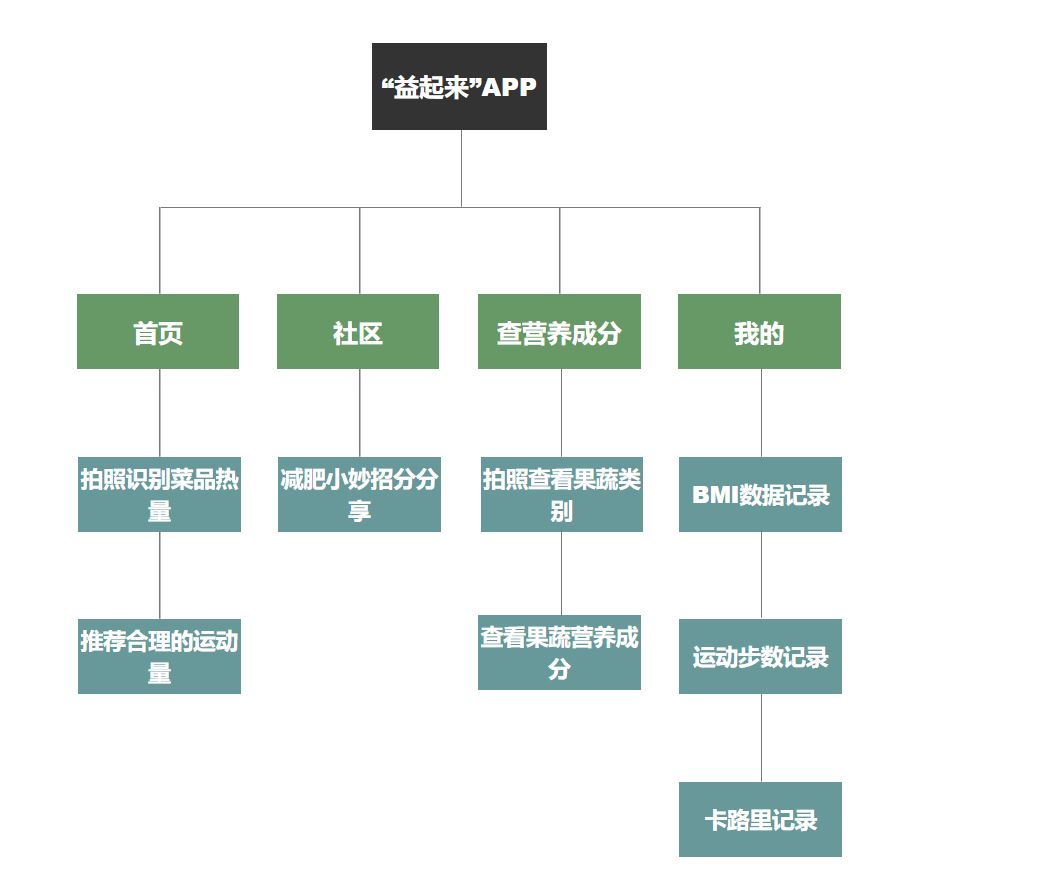 “益起来”APP
首页
社区
查营养成分
我的
拍照识别菜品热
量
减肥小妙招分分
享
拍照查看果蔬类
别
BMI数据记录
推荐合理的运动
量
查看果蔬营养成
分
运动步数记录
卡路里记录